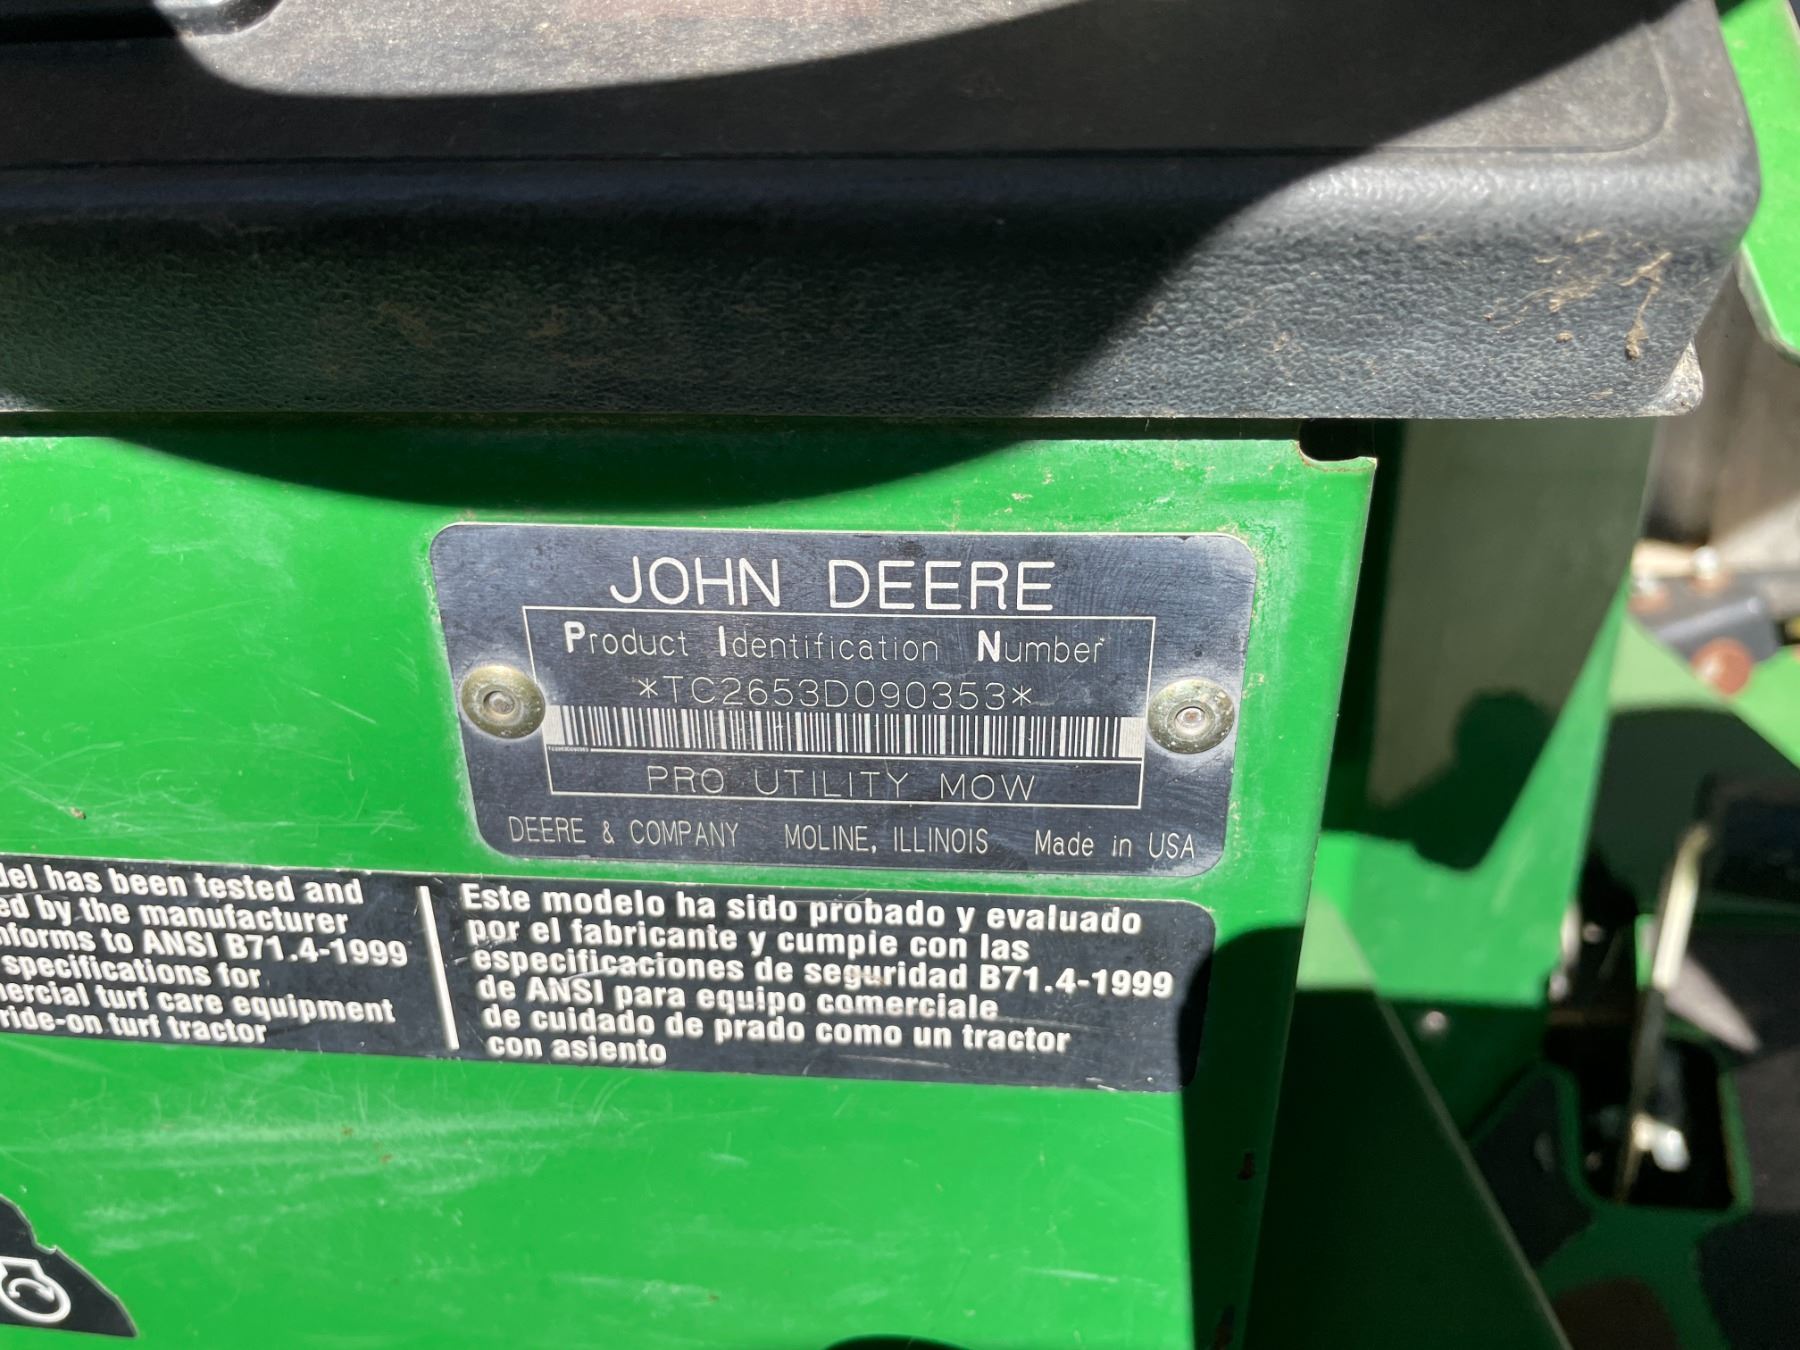 JOHN DEERE
Product Identification Number
*TC2653D090353*
PRO UTILITY MOW
DEERE & COMPANY MOLINE, ILLINOIS Made in USA
del has been tested and
ed by the manufacturer
nforms to ANSI B71.4-1999
specifications for
ercial turf care equipment
ride-on turf tractor
Este modelo ha sido probado y evaluado
por el fabricante y cumple con las
especificaciones de seguridad B71.4-1999
de ANSI para equipo comerciale
de cuidado de prado como un tractor
con asiento